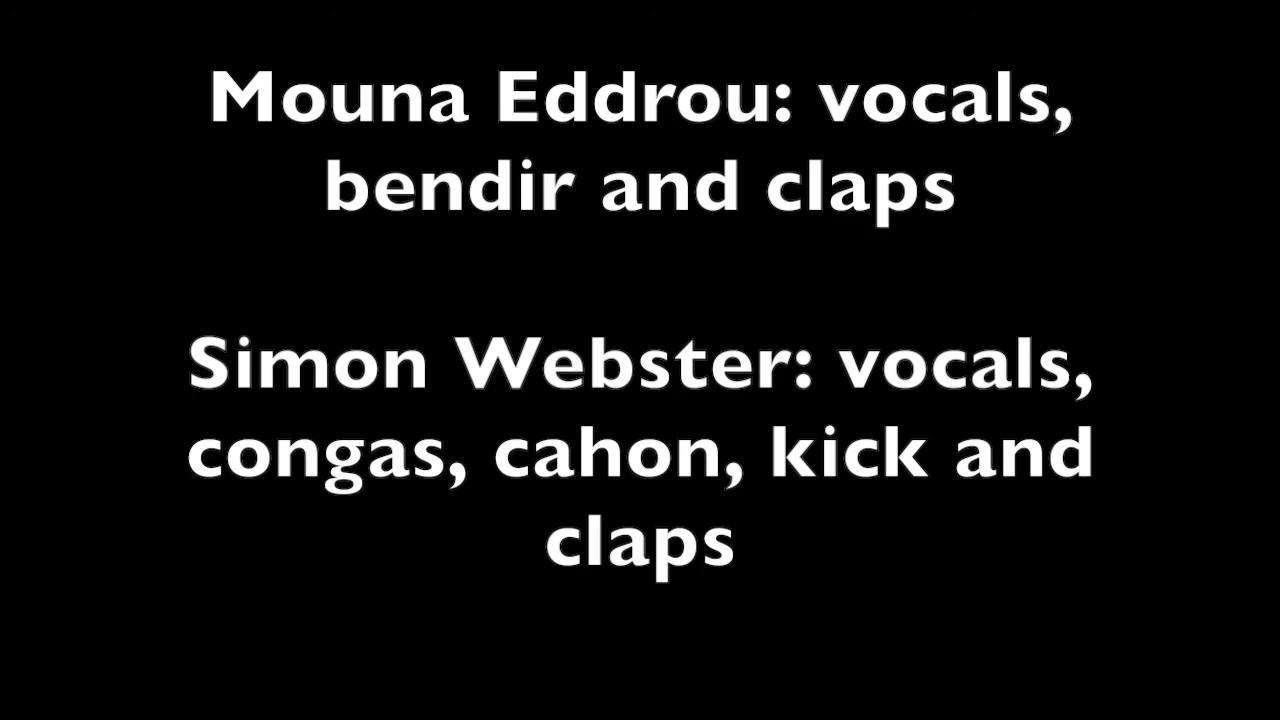 Mouna Eddrou: vocals,
bendir and claps
Simon Webster: vocals,
congas, cahon, kick and
claps